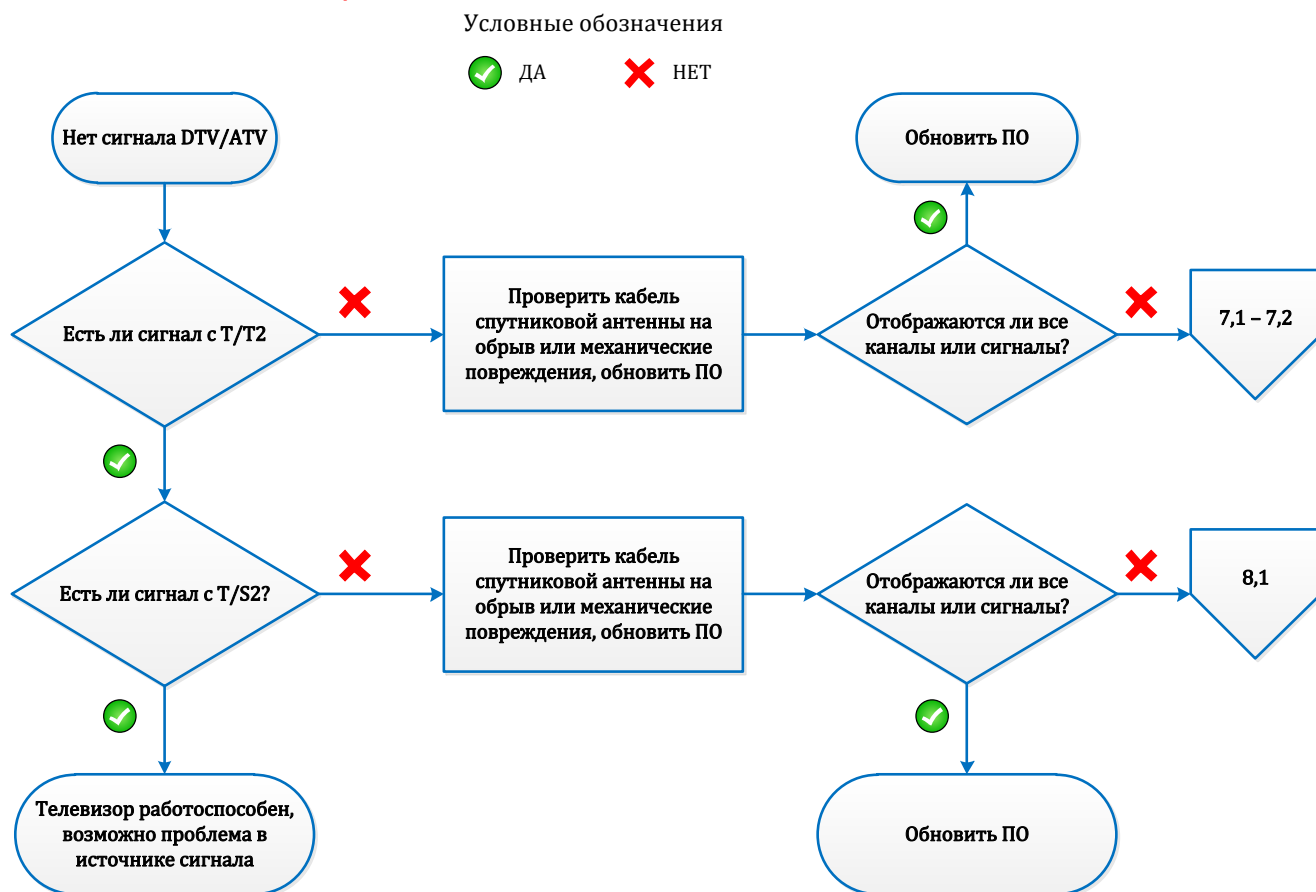 Условные обозначения
ДА
НЕТ
Нет сигнала DTV/ATV
Обновить ПО
Есть ли сигнал с T/T2
Проверить кабель
спутниковой антенны на
обрыв или механические
повреждения, обновить ПО
Отображаются ли все
каналы или сигналы?
7,1 – 7,2
Есть ли сигнал с T/S2?
Проверить кабель
спутниковой антенны на
обрыв или механические
повреждения, обновить ПО
Отображаются ли все
каналы или сигналы?
8,1
Телевизор работоспособен,
возможно проблема в
источнике сигнала
Обновить ПО